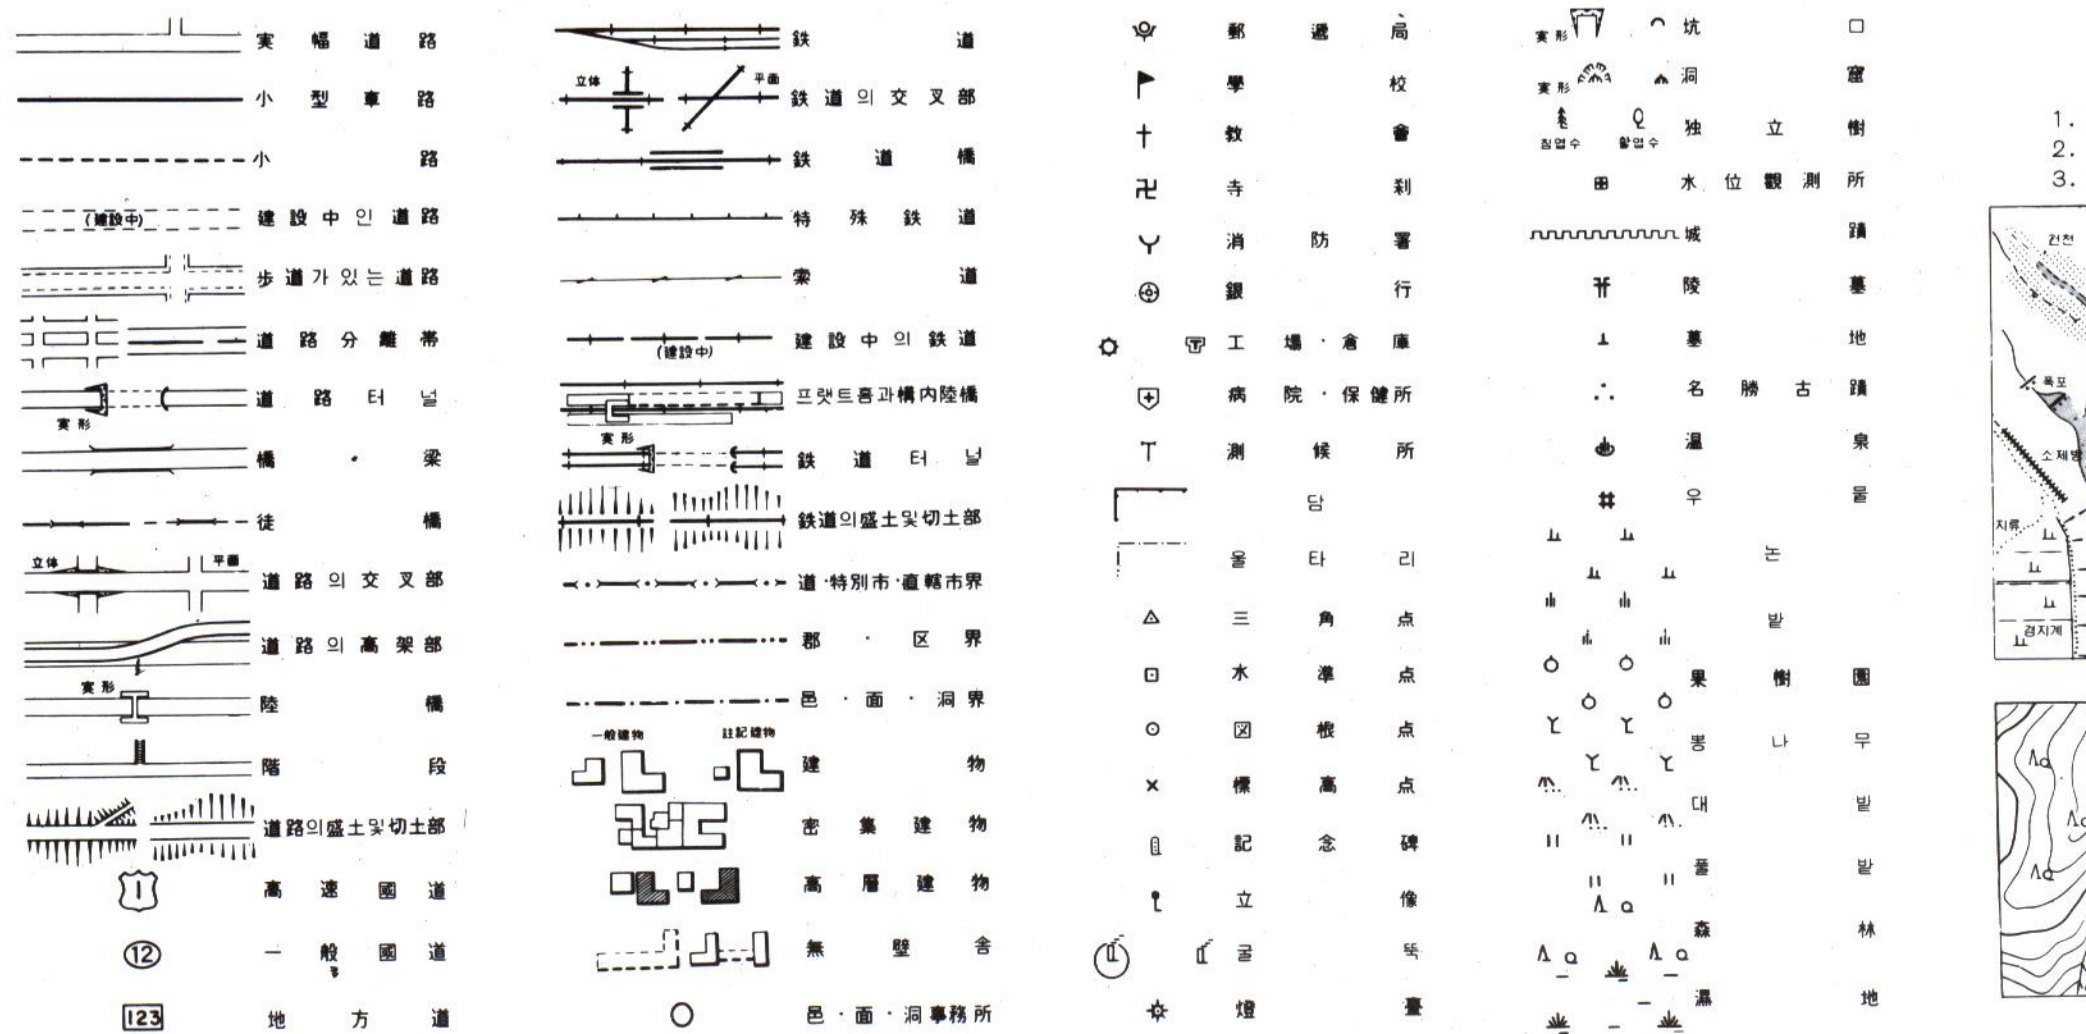 実幅道路
小型車路
小路
(建設中) 建設中인道路
歩道가있는道路
道路分離帯
道路터널
実形
橋・梁
徒橋
立体 平面
道路의交叉部
道路의高架部
実形
陸橋
階段
道路의盛土및切土部
1 高速國道
12 一般國道
123 地方道
鉄道
立体 平面
鉄道의交叉部
鉄道橋
特殊鉄道
索道
(建設中) 建設中의鉄道
프랫트홈과構内陸橋
実形
鉄道터널
鉄道의盛土및切土部
道・特別市・直轄市界
郡・区界
邑・面・洞界
一般建物 註記建物
建物
密集建物
高層建物
無壁舎
邑・面・洞事務所
郵遞局
學校
敎會
寺刹
消防署
銀行
工場・倉庫
病院・保健所
測候所
담
울타리
三角点
水準点
図根点
標高点
記念碑
立像
굴뚝
燈臺
実形 坑口
実形 洞窟
独立樹
침엽수 활엽수
水位觀測所
城蹟
陵墓
墓地
名勝古蹟
温泉
우물
논
밭
果樹園
뽕나무
대밭
풀밭
森林
濕地
1.
2.
3.
건천
폭포
소제방
지류
경지계